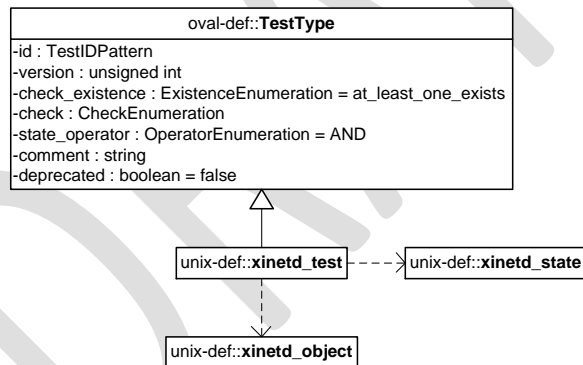 oval-def::TestType
-id : TestIDPattern
-version : unsigned int
-check_existence : ExistenceEnumeration = at_least_one_exists
-check : CheckEnumeration
-state_operator : OperatorEnumeration = AND
-comment : string
-deprecated : boolean = false
unix-def::xinetd_test
unix-def::xinetd_state
unix-def::xinetd_object